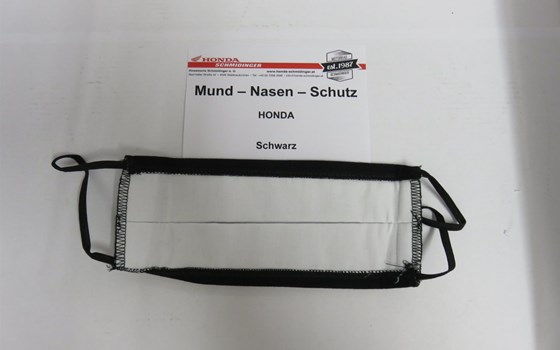 HONDA
SCHMIDINGER
www.honda-schmidinger.at
est. 1987
Mund – Nasen – Schutz
HONDA
Schwarz